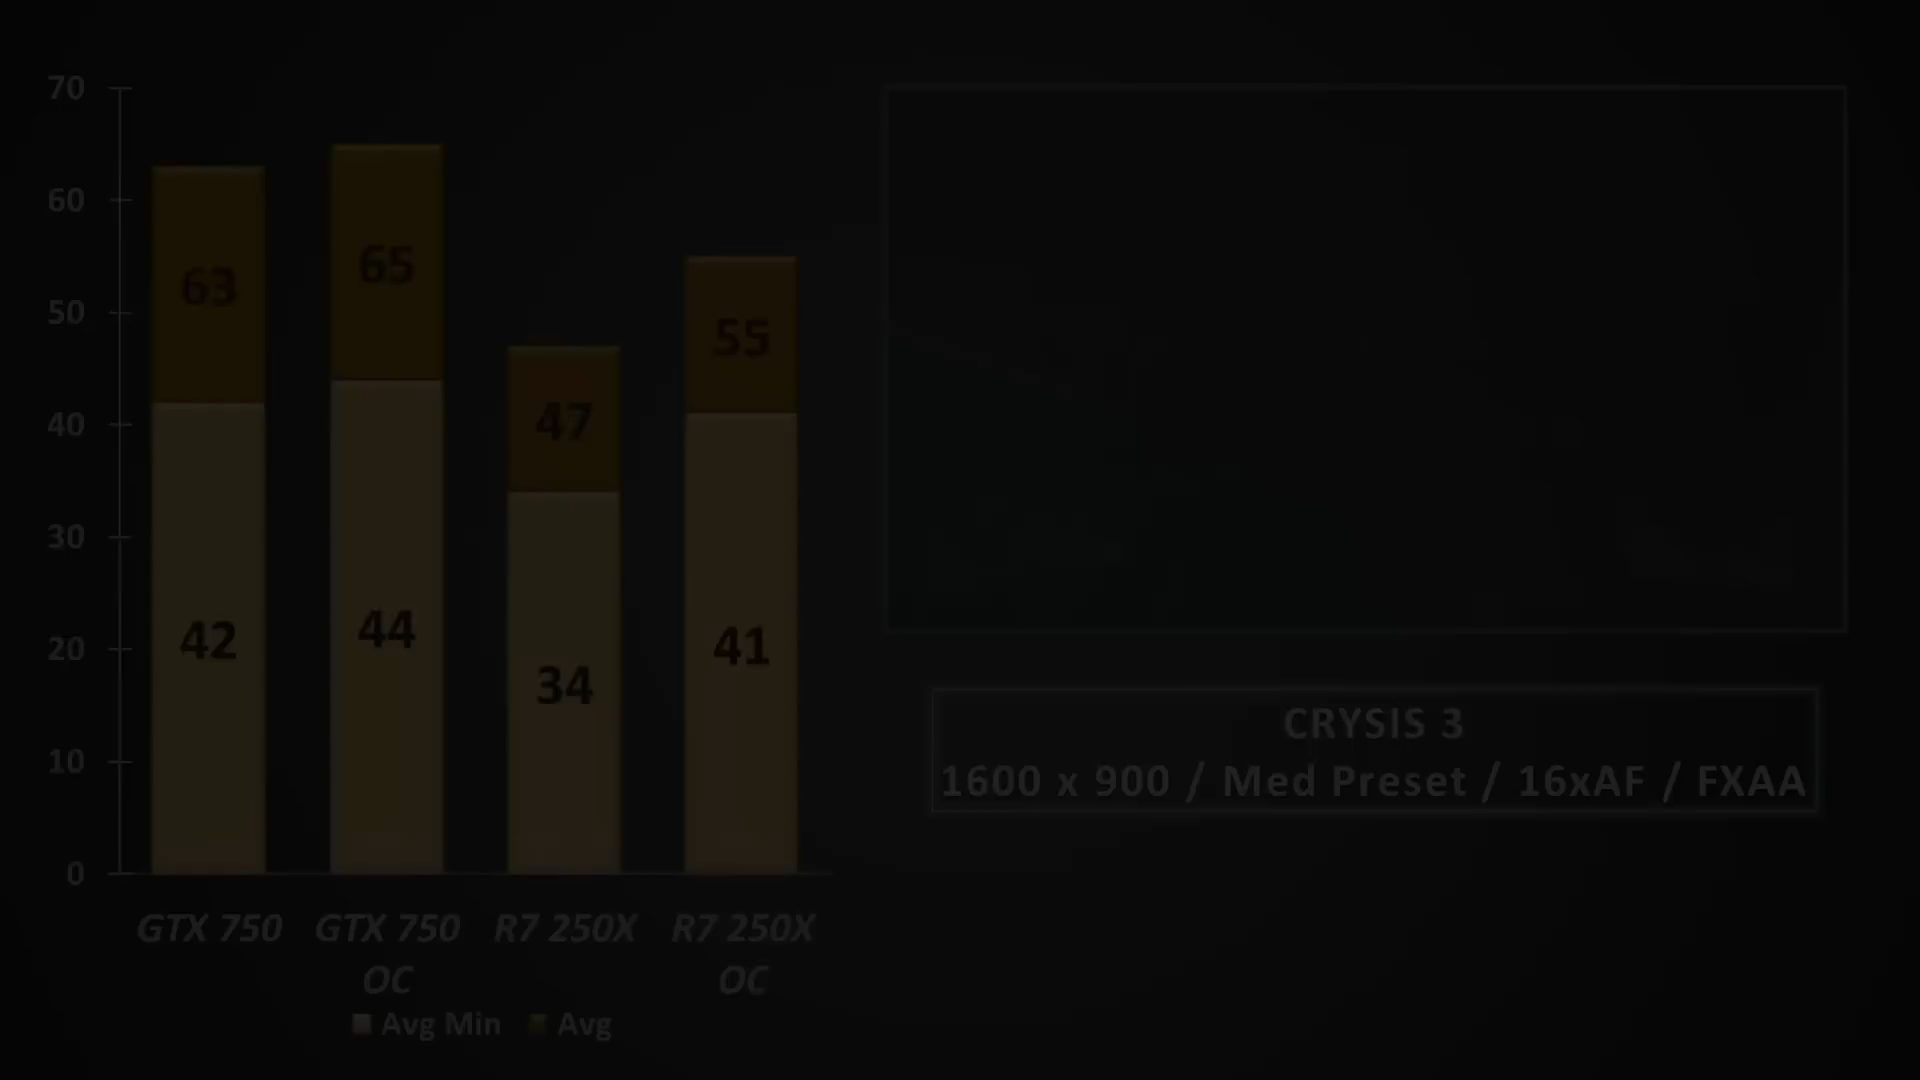 70
60
50
40
30
20
10
0
63
65
47
55
42
44
34
41
GTX 750
GTX 750 OC
R7 250X
R7 250X OC
Avg Min
Avg
CRYSIS 3
1600 x 900 / Med Preset / 16xAF / FXAA